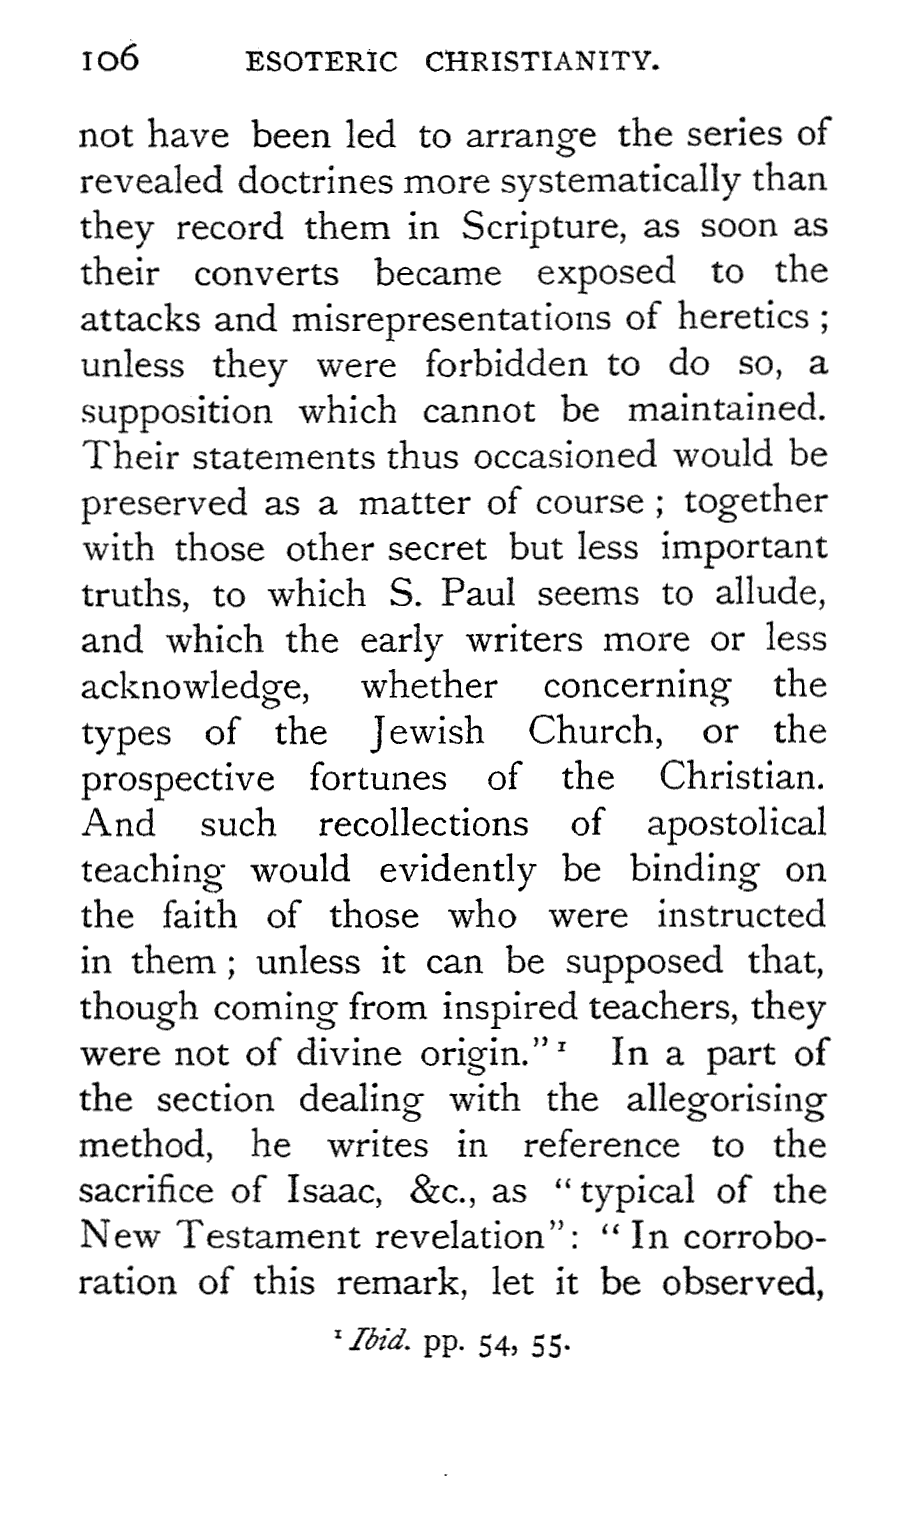 106 ESOTERIC CHRISTIANITY.
not have been led to arrange the series of
revealed doctrines more systematically than
they record them in Scripture, as soon as
their converts became exposed to the
attacks and misrepresentations of heretics ;
unless they were forbidden to do so, a
supposition which cannot be maintained.
Their statements thus occasioned would be
preserved as a matter of course ; together
with those other secret but less important
truths, to which S. Paul seems to allude,
and which the early writers more or less
acknowledge, whether concerning the
types of the Jewish Church, or the
prospective fortunes of the Christian.
And such recollections of apostolical
teaching would evidently be binding on
the faith of those who were instructed
in them ; unless it can be supposed that,
though coming from inspired teachers, they
were not of divine origin.” ¹ In a part of
the section dealing with the allegorising
method, he writes in reference to the
sacrifice of Isaac, &c., as “ typical of the
New Testament revelation ”: “ In corrobo-
ration of this remark, let it be observed,
¹ Ibid. pp. 54, 55.